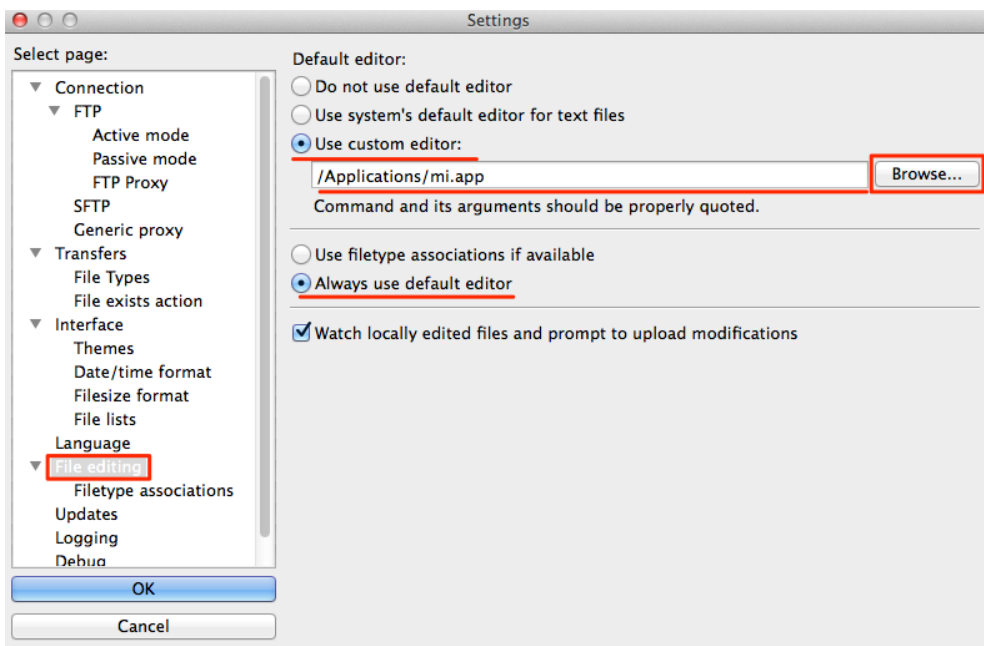 Settings
Select page:
Connection
FTP
Active mode
Passive mode
FTP Proxy
SFTP
Generic proxy
Transfers
File Types
File exists action
Interface
Themes
Date/time format
Filesize format
File lists
Language
File editing
Filetype associations
Updates
Logging
Debug
OK
Cancel
Default editor:
Do not use default editor
Use system's default editor for text files
Use custom editor:
/Applications/mi.app
Browse...
Command and its arguments should be properly quoted.
Use filetype associations if available
Always use default editor
Watch locally edited files and prompt to upload modifications